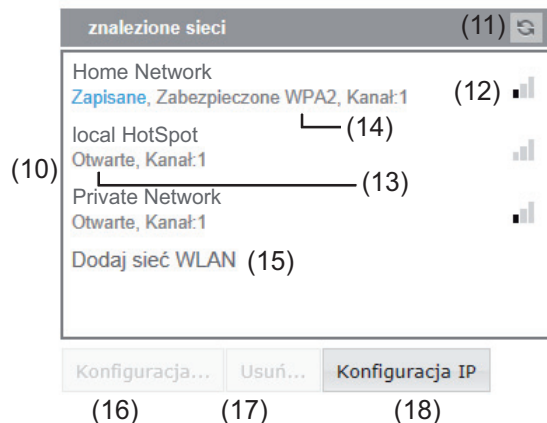 znalezione sieci (11)
Home Network
Zapisane, Zabezpieczone WPA2, Kanał:1 (12)
(14)
local HotSpot
Otwarte, Kanał:1
(10)
(13)
Private Network
Otwarte, Kanał:1
Dodaj sieć WLAN (15)
Konfiguracja... Usuń... Konfiguracja IP
(16) (17) (18)